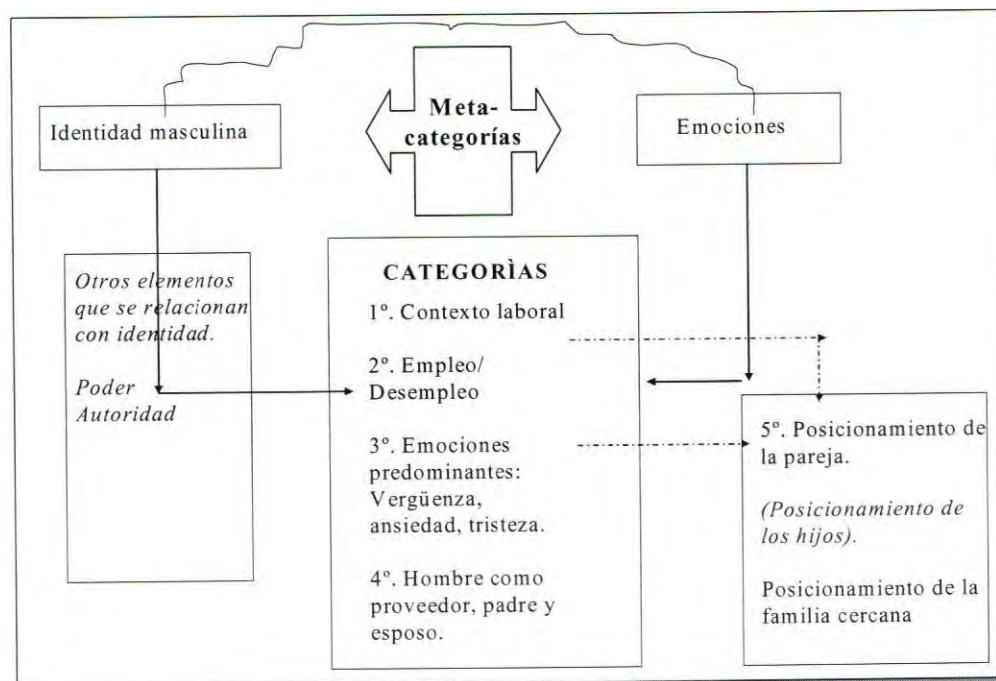 Meta-
categorías
Identidad masculina
Emociones
Otros elementos
que se relacionan
con identidad.
Poder
Autoridad
CATEGORÌAS
1º. Contexto laboral
2º. Empleo/
Desempleo
3º. Emociones
predominantes:
Vergüenza,
ansiedad, tristeza.
4º. Hombre como
proveedor, padre y
esposo.
5º. Posicionamiento de
la pareja.
(Posicionamiento de
los hijos).
Posicionamiento de la
familia cercana